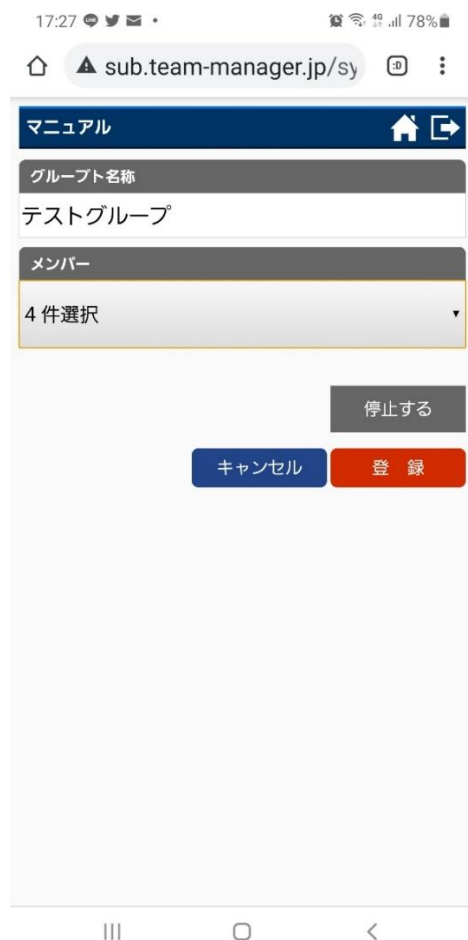 17:27
4G
78%
sub.team-manager.jp/sy
:D
マニュアル
グループト名称
テストグループ
メンバー
4 件選択
停止する
キャンセル
登 録